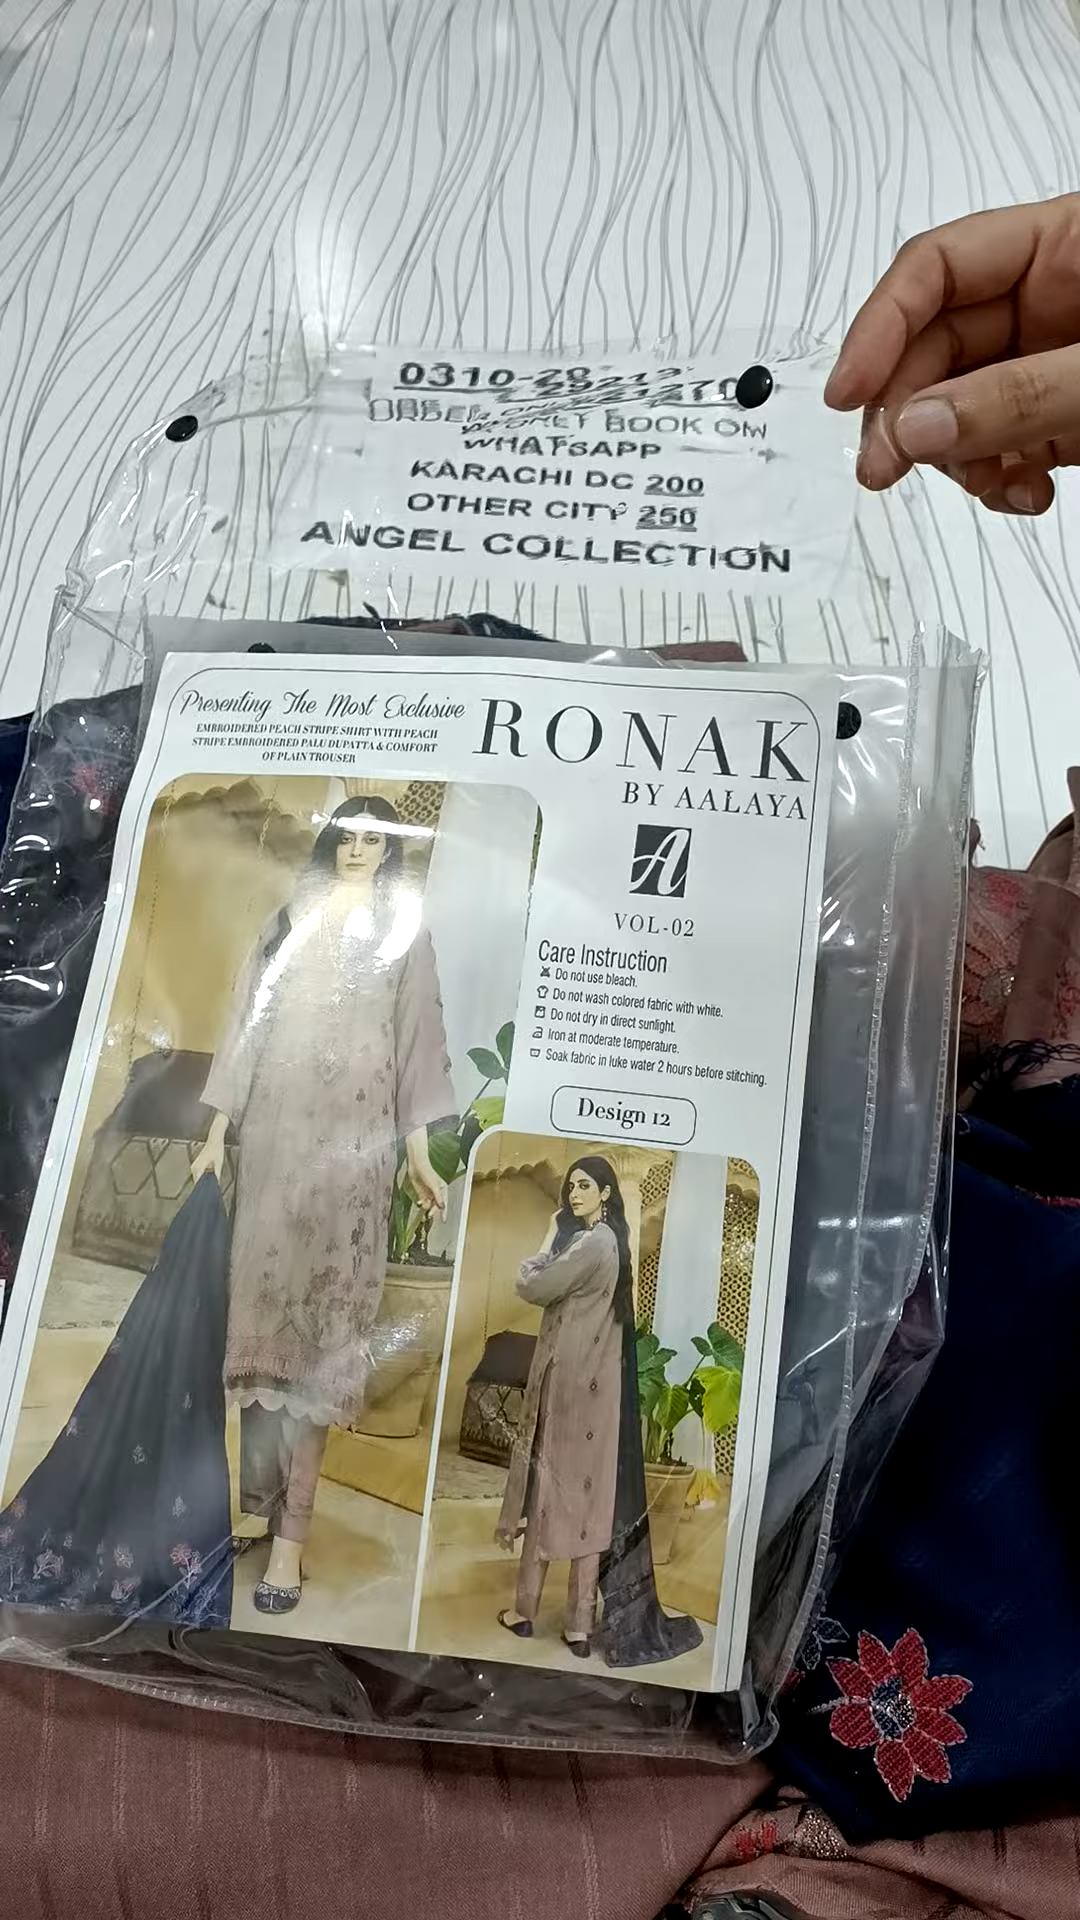 0310-
BOOK ON
WHATSAPP
KARACHI DC 200
OTHER CITY 250
ANGEL COLLECTION
Presenting The Most Exclusive
EMBROIDERED PEACH STRIPE SHIRT WITH PEACH
STRIPE EMBROIDERED PALU DUPATTA & COMFORT
OF PLAIN TROUSER
RONAK
BY AALAYA
A
VOL-02
Care Instruction
Do not use bleach.
Do not wash colored fabric with white.
Do not dry in direct sunlight.
Iron at moderate temperature.
Soak fabric in luke water 2 hours before stitching.
Design 12